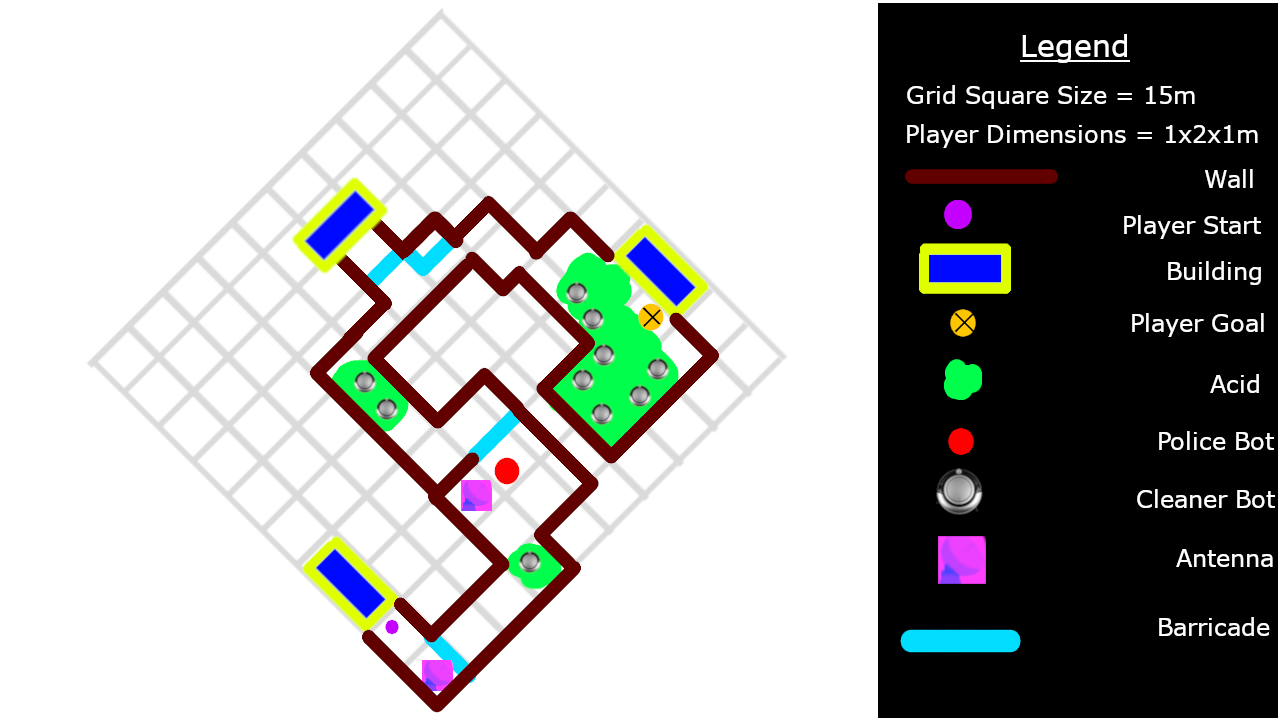 Legend
Grid Square Size = 15m
Player Dimensions = 1x2x1m
Wall
Player Start
Building
Player Goal
Acid
Police Bot
Cleaner Bot
Antenna
Barricade